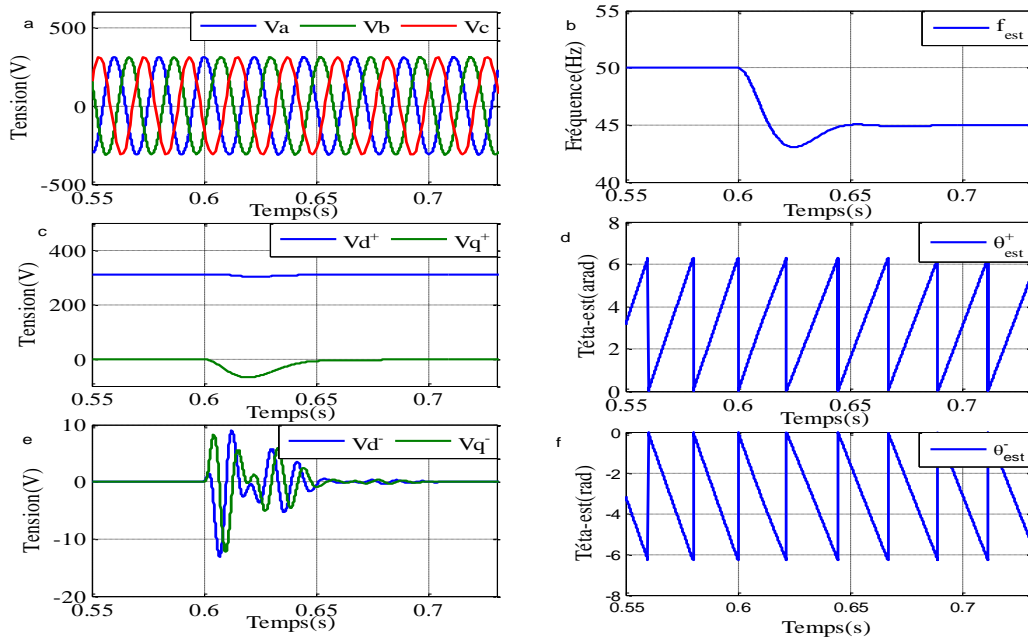 a
Va Vb Vc
Tension(V)
600
0
-500
0.55 0.6 0.65 0.7
Temps(s)
b
f est
Fréquence(Hz)
55
50
45
40
0.55 0.6 0.65 0.7
Temps(s)
c
Vd+ Vq+
Tension(V)
400
200
0
0.55 0.6 0.65 0.7
Temps(s)
d
θ+est
Téta-est(arad)
8
6
4
2
0
0.55 0.6 0.65 0.7
Temps(s)
e
Vd- Vq-
Tension(V)
10
0
-10
-20
0.55 0.6 0.65 0.7
Temps(s)
f
θ-est
Téta-est(rad)
0
-2
-4
-6
-8
0.55 0.6 0.65 0.7
Temps(s)